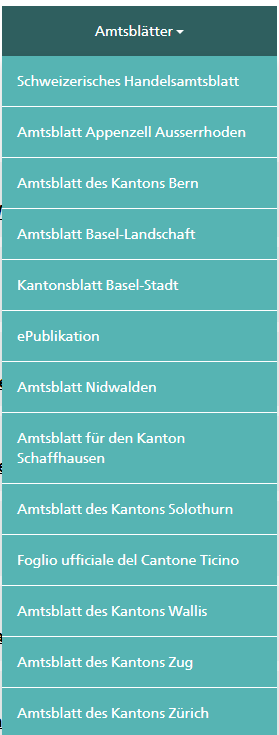 Amtsblätter
Schweizerisches Handelsamtsblatt
Amtsblatt Appenzell Ausserrhoden
Amtsblatt des Kantons Bern
Amtsblatt Basel-Landschaft
Kantonsblatt Basel-Stadt
ePublikation
Amtsblatt Nidwalden
Amtsblatt für den Kanton
Schaffhausen
Amtsblatt des Kantons Solothurn
Foglio ufficiale del Cantone Ticino
Amtsblatt des Kantons Wallis
Amtsblatt des Kantons Zug
Amtsblatt des Kantons Zürich